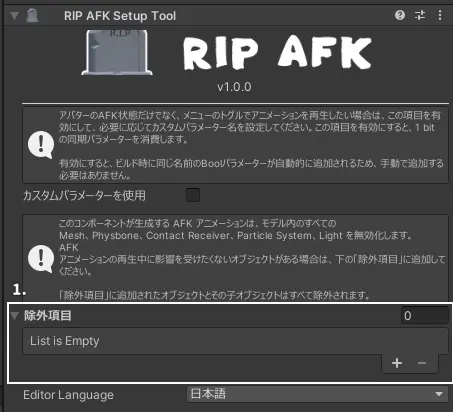 RIP AFK Setup Tool
R.I.P
RIP AFK
v1.0.0
アバターのAFK状態だけでなく、メニューのトグルでアニメーションを再生したい場合は、この項目を有
効にして、必要に応じてカスタムパラメーター名を設定してください。この項目を有効にすると、1 bit
の同期パラメーターを消費します。
有効にすると、ビルド時に同じ名前のBoolパラメーターが自動的に追加されるため、手動で追加する
必要はありません。
カスタムパラメーターを使用
このコンポーネントが生成する AFK アニメーションは、モデル内のすべての
Mesh、Physbone、Contact Receiver、Particle System、Light を無効化します。
AFK
アニメーションの再生中に影響を受けたくないオブジェクトがある場合は、下の「除外項目」に追加して
ください。
「除外項目」に追加されたオブジェクトとその子オブジェクトはすべて除外されます。
1.
除外項目 0
List is Empty
+ −
Editor Language 日本語